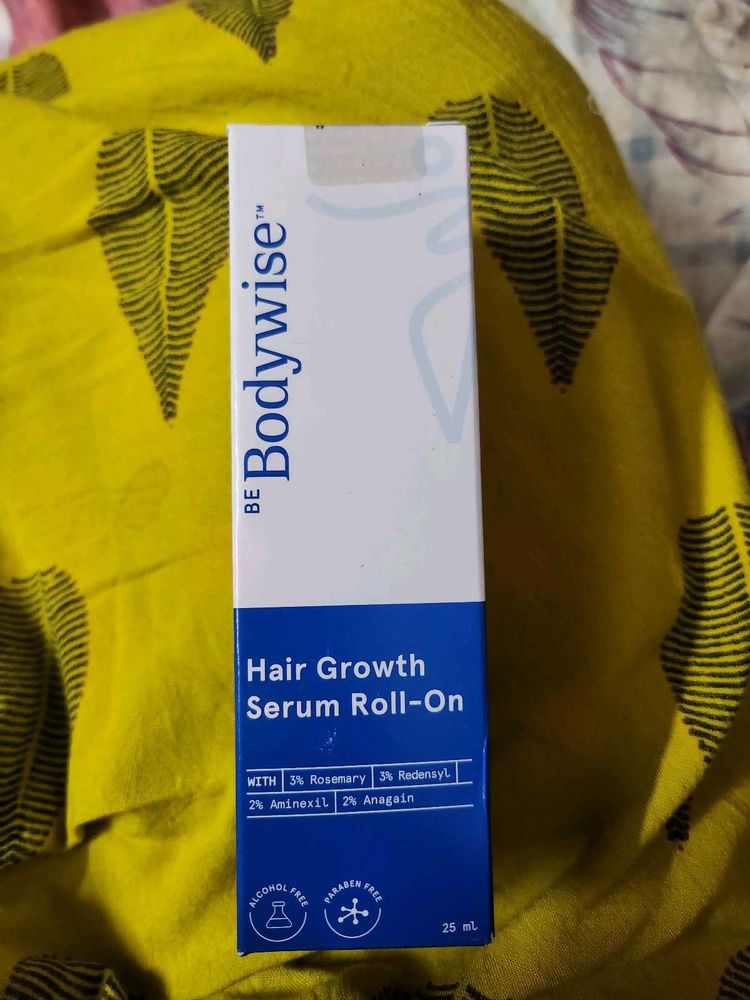 BE Bodywise™
Hair Growth
Serum Roll-On
WITH 3% Rosemary 3% Redensyl
2% Aminexil 2% Anagain
ALCOHOL FREE
PARABEN FREE
25 ml